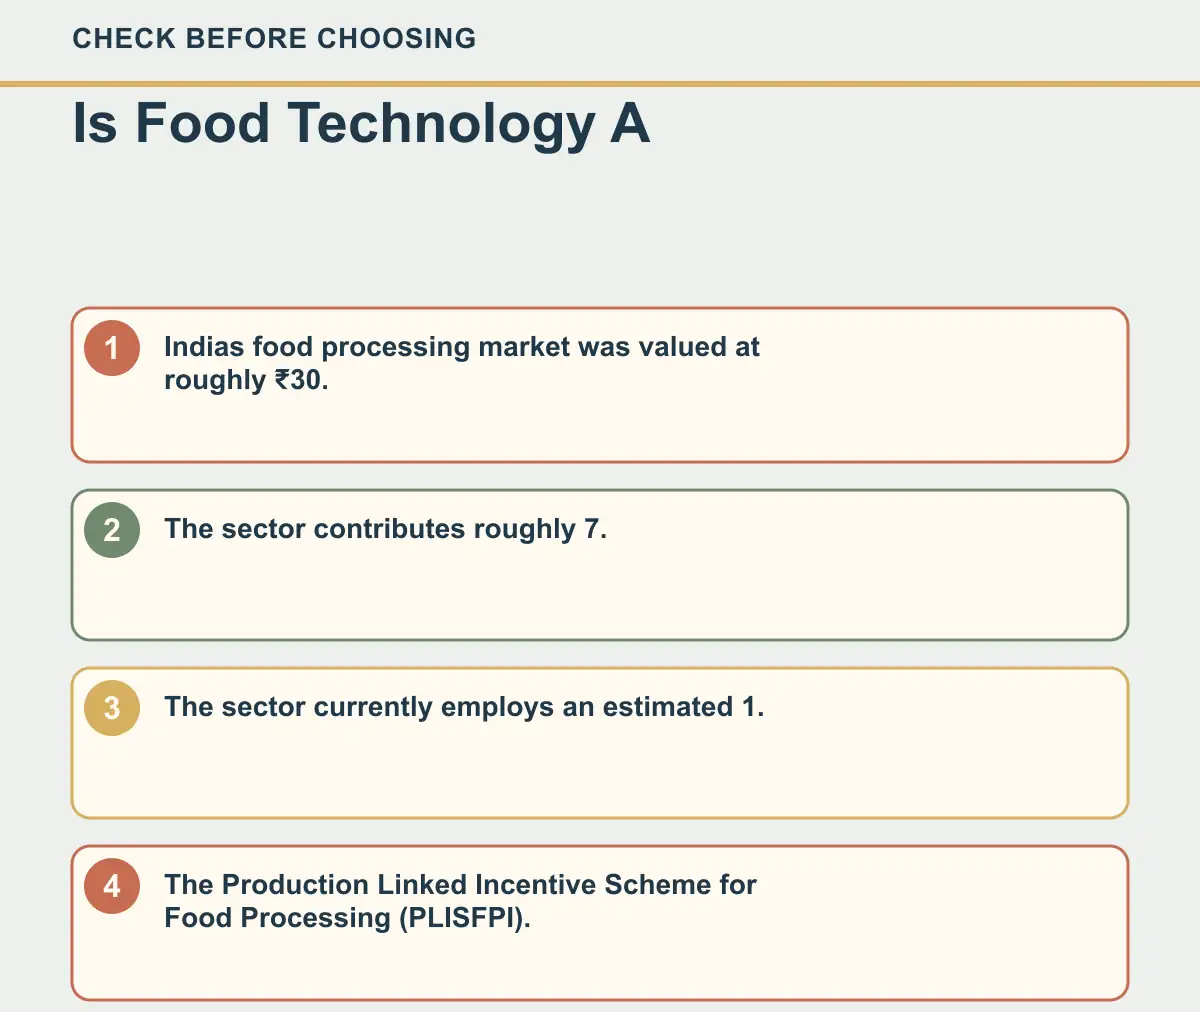 CHECK BEFORE CHOOSING
Is Food Technology A
1
Indias food processing market was valued at
roughly ₹30.
2
The sector contributes roughly 7.
3
The sector currently employs an estimated 1.
4
The Production Linked Incentive Scheme for
Food Processing (PLISFPI).